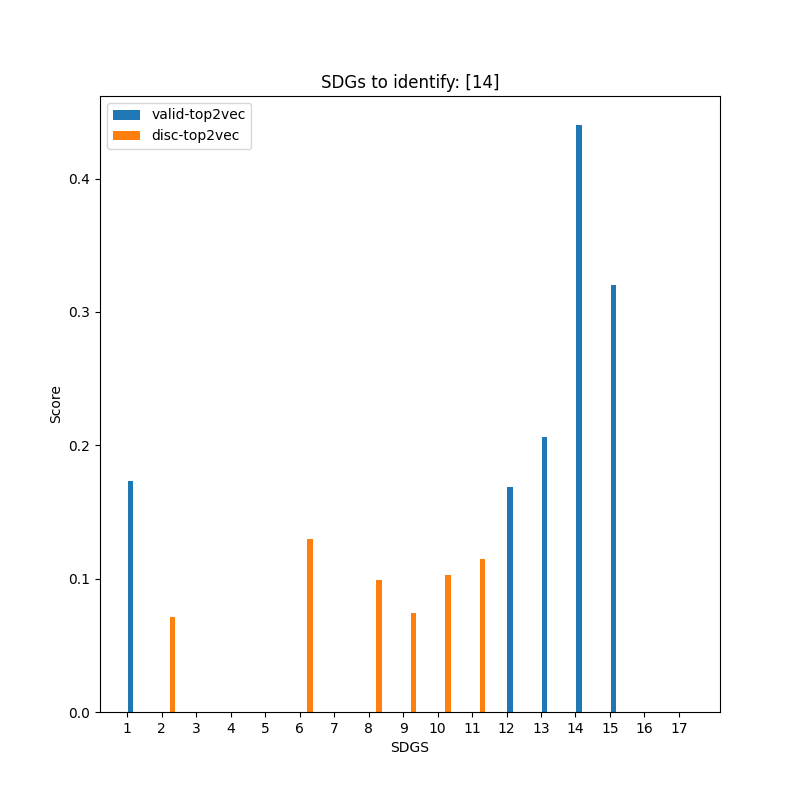 SDGs to identify: [14]
valid-top2vec
disc-top2vec
0.4
0.3
0.2
0.1
0.0
Score
1 2 3 4 5 6 7 8 9 10 11 12 13 14 15 16 17
SDGS